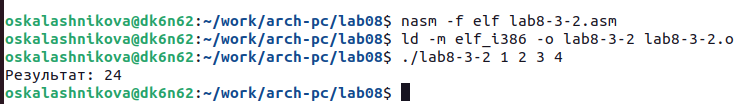 oskalashnikova@dk6n62:~/work/arch-pc/lab08$ nasm -f elf lab8-3-2.asm
oskalashnikova@dk6n62:~/work/arch-pc/lab08$ ld -m elf_i386 -o lab8-3-2 lab8-3-2.o
oskalashnikova@dk6n62:~/work/arch-pc/lab08$ ./lab8-3-2 1 2 3 4
Результат: 24
oskalashnikova@dk6n62:~/work/arch-pc/lab08$